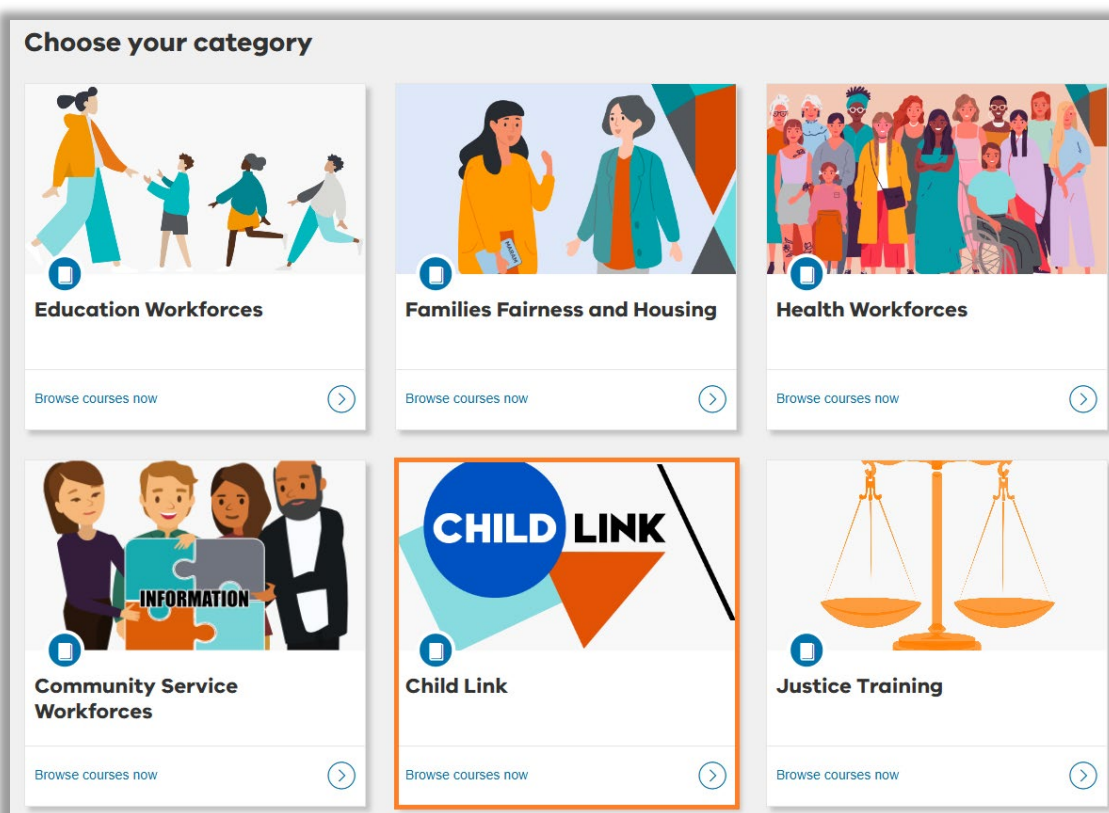 Choose your category
MARAM
Education Workforces
Families Fairness and Housing
Health Workforces
Browse courses now
Browse courses now
Browse courses now
INFORMATION
CHILD LINK
Community Service
Workforces
Child Link
Justice Training
Browse courses now
Browse courses now
Browse courses now